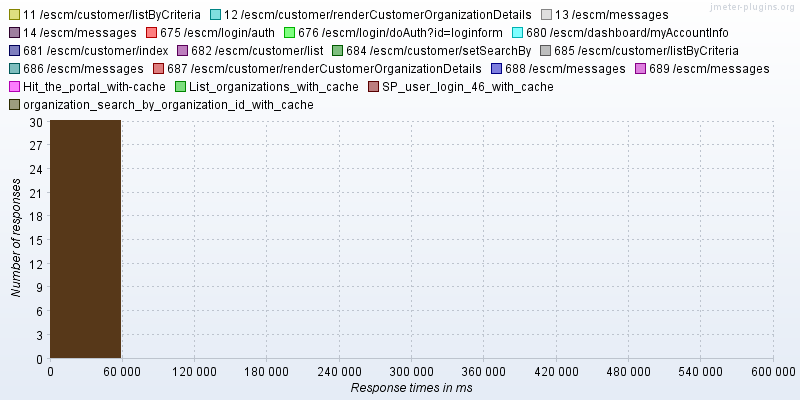 jmeter-plugins.org
11 /escm/customer/listByCriteria 12 /escm/customer/renderCustomerOrganizationDetails 13 /escm/messages
14 /escm/messages 675 /escm/login/auth 676 /escm/login/doAuth?id=loginform 680 /escm/dashboard/myAccountInfo
681 /escm/customer/index 682 /escm/customer/list 684 /escm/customer/setSearchBy 685 /escm/customer/listByCriteria
686 /escm/messages 687 /escm/customer/renderCustomerOrganizationDetails 688 /escm/messages 689 /escm/messages
Hit_the_portal_with-cache List_organizations_with_cache SP_user_login_46_with_cache
organization_search_by_organization_id_with_cache
30
27
24
21
18
15
12
9
6
3
0
Number of responses
0 60 000 120 000 180 000 240 000 300 000 360 000 420 000 480 000 540 000 600 000
Response times in ms